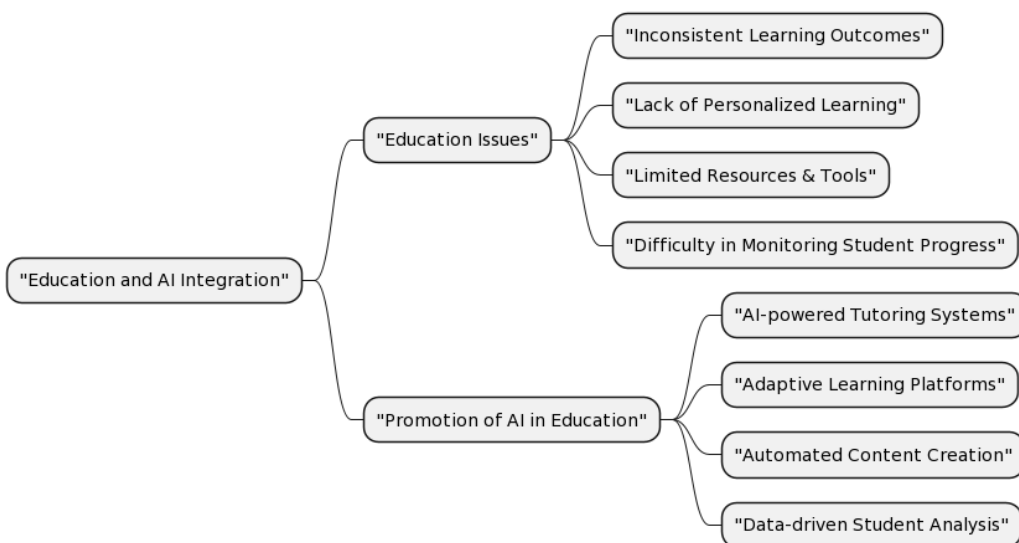 "Inconsistent Learning Outcomes"
"Lack of Personalized Learning"
"Education Issues"
"Limited Resources & Tools"
"Difficulty in Monitoring Student Progress"
"Education and AI Integration"
"AI-powered Tutoring Systems"
"Adaptive Learning Platforms"
"Promotion of AI in Education"
"Automated Content Creation"
"Data-driven Student Analysis"